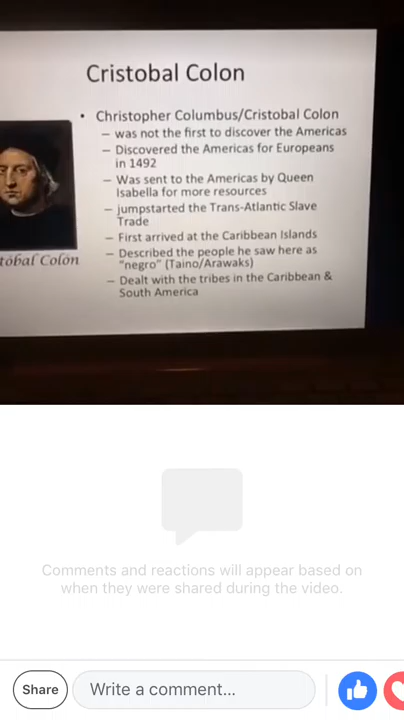 Cristobal Colon
• Christopher Columbus/Cristobal Colon
– was not the first to discover the Americas
– Discovered the Americas for Europeans
in 1492
– Was sent to the Americas by Queen
Isabella for more resources
– jumpstarted the Trans-Atlantic Slave
Trade
– First arrived at the Caribbean Islands
– Described the people he saw here as
"negro" (Taino/Arawaks)
– Dealt with the tribes in the Caribbean &
South America
tóbal Colón
Comments and reactions will appear based on
when they were shared during the video.
Share
Write a comment...